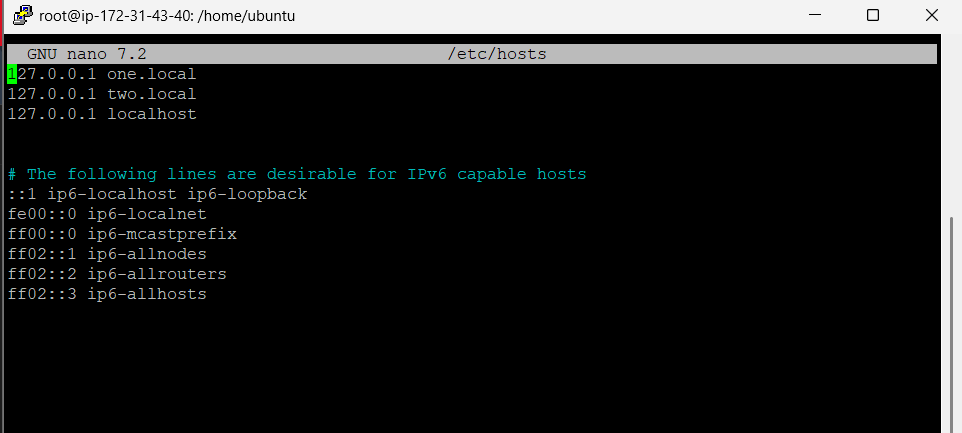 root@ip-172-31-43-40: /home/ubuntu
GNU nano 7.2 /etc/hosts
127.0.0.1 one.local
127.0.0.1 two.local
127.0.0.1 localhost
# The following lines are desirable for IPv6 capable hosts
::1 ip6-localhost ip6-loopback
fe00::0 ip6-localnet
ff00::0 ip6-mcastprefix
ff02::1 ip6-allnodes
ff02::2 ip6-allrouters
ff02::3 ip6-allhosts